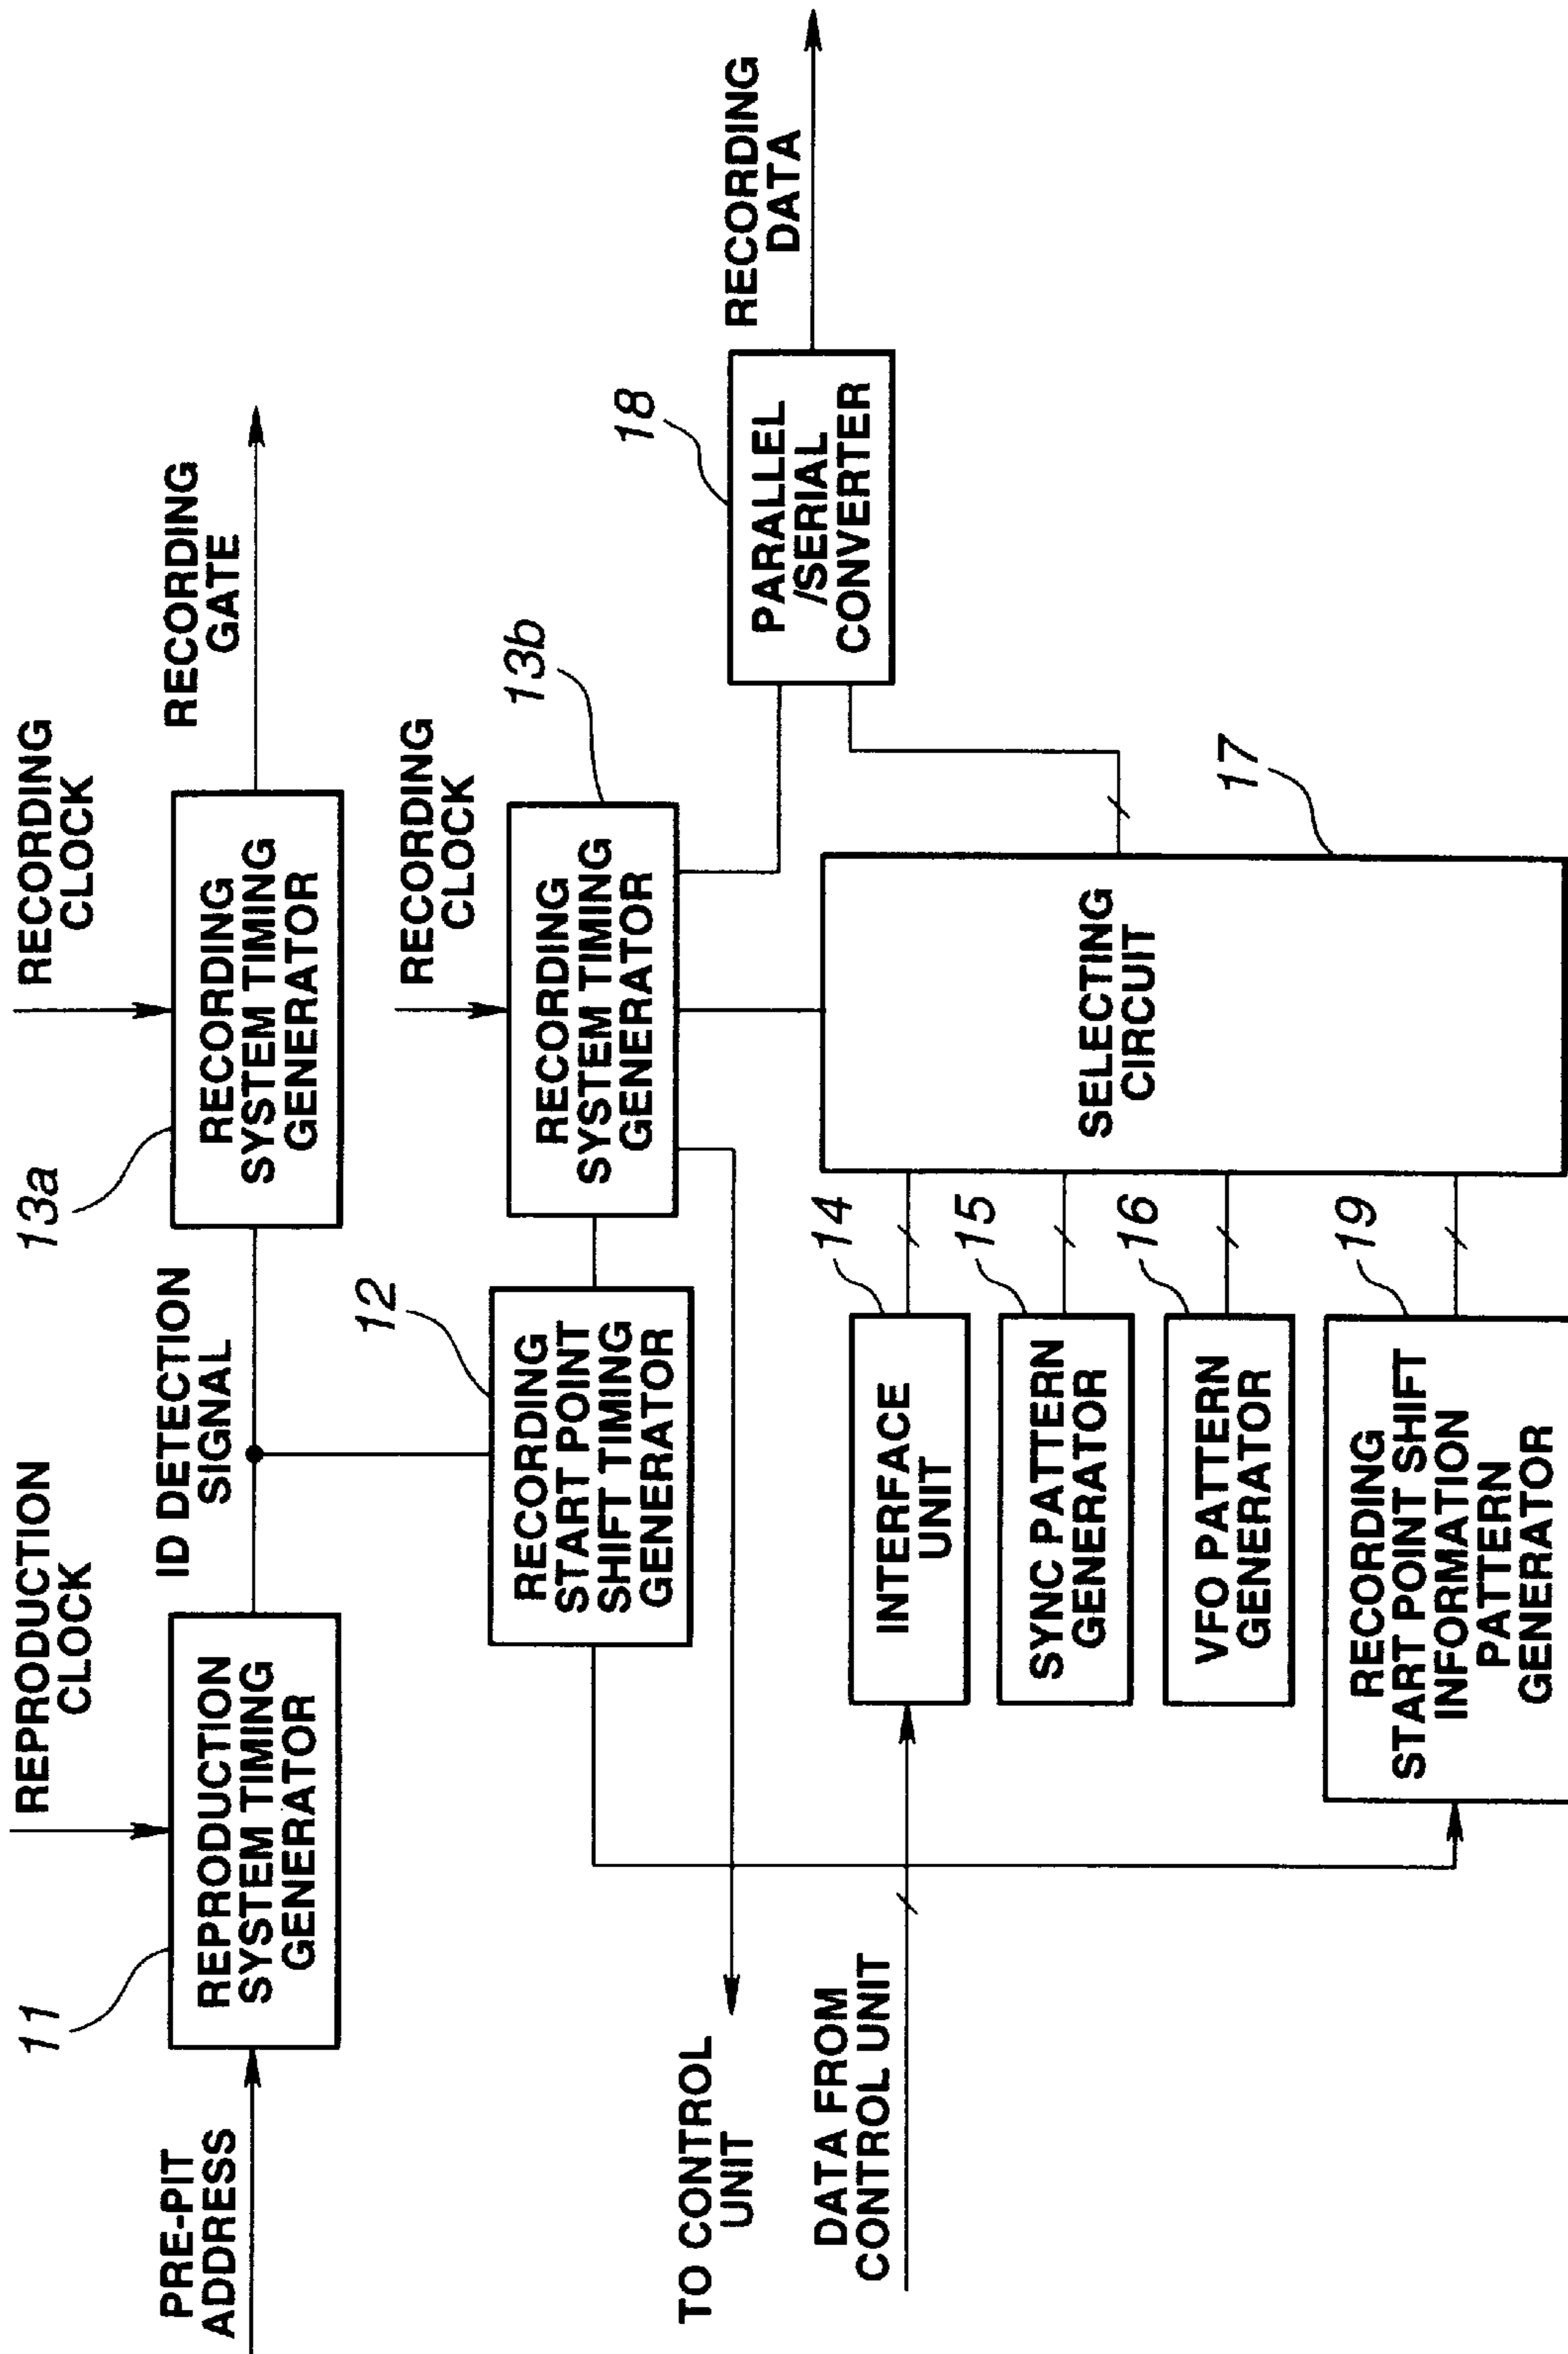 REPRODUCTION
CLOCK
RECORDING
CLOCK
11
13a
PRE-PIT
ADDRESS
REPRODUCTION
SYSTEM TIMING
GENERATOR
ID DETECTION
SIGNAL
RECORDING
SYSTEM TIMING
GENERATOR
RECORDING
GATE
12
RECORDING
CLOCK
13b
RECORDING
START POINT
SHIFT TIMING
GENERATOR
RECORDING
SYSTEM TIMING
GENERATOR
18
TO CONTROL
UNIT
PARALLEL
/SERIAL
CONVERTER
RECORDING
DATA
DATA FROM
CONTROL UNIT
14
INTERFACE
UNIT
15
SYNC PATTERN
GENERATOR
16
VFO PATTERN
GENERATOR
19
RECORDING
START POINT SHIFT
INFORMATION
PATTERN
GENERATOR
SELECTING
CIRCUIT
17